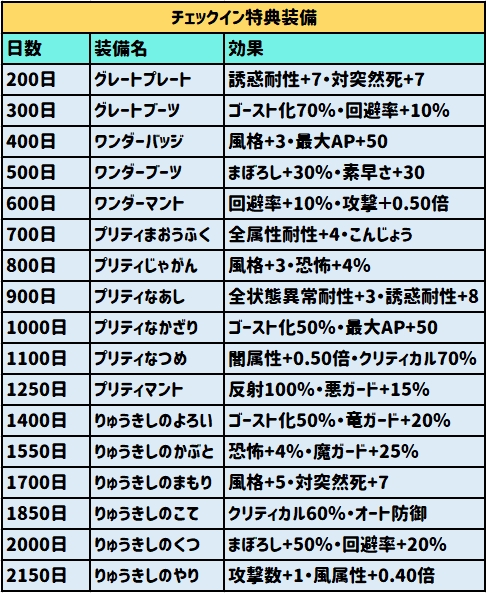 チェックイン特典装備
日数 装備名 効果
200日 グレートプレート 誘惑耐性+7・対突然死+7
300日 グレートブーツ ゴースト化70%・回避率+10%
400日 ワンダーバッジ 風格+3・最大AP+50
500日 ワンダーブーツ まぼろし+30%・素早さ+30
600日 ワンダーマント 回避率+10%・攻撃+0.50倍
700日 プリティまおうふく 全属性耐性+4・こんじょう
800日 プリティじゃがん 風格+3・恐怖+4%
900日 プリティなあし 全状態異常耐性+3・誘惑耐性+8
1000日 プリティなかざり ゴースト化50%・最大AP+50
1100日 プリティなつめ 闇属性+0.50倍・クリティカル70%
1250日 プリティマント 反射100%・悪ガード+15%
1400日 りゅうきしのよろい ゴースト化50%・竜ガード+20%
1550日 りゅうきしのかぶと 恐怖+4%・魔ガード+25%
1700日 りゅうきしのまもり 風格+5・対突然死+7
1850日 りゅうきしのこて クリティカル60%・オート防御
2000日 りゅうきしのくつ まぼろし+50%・回避率+20%
2150日 りゅうきしのやり 攻撃数+1・風属性+0.40倍